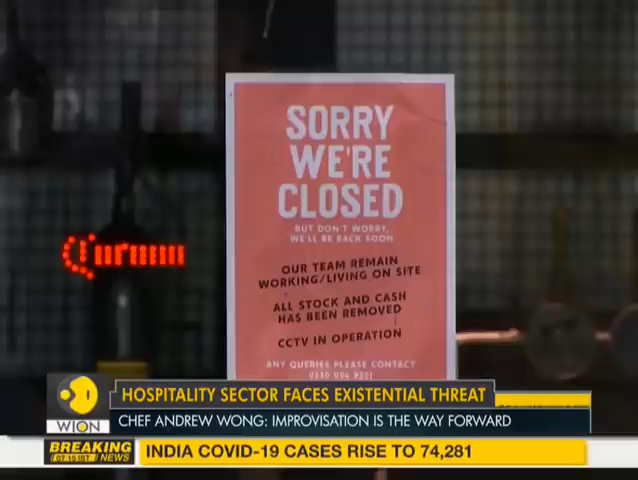 SORRY
WE'RE
CLOSED
BUT DON'T WORRY,
WE'LL BE BACK SOON
OUR TEAM REMAIN
WORKING/LIVING ON SITE
ALL STOCK AND CASH
HAS BEEN REMOVED
CCTV IN OPERATION
ANY QUERIES PLEASE CONTACT
HOSPITALITY SECTOR FACES EXISTENTIAL THREAT
WION
CHEF ANDREW WONG: IMPROVISATION IS THE WAY FORWARD
BREAKING
07:15 IST NEWS
INDIA COVID-19 CASES RISE TO 74,281